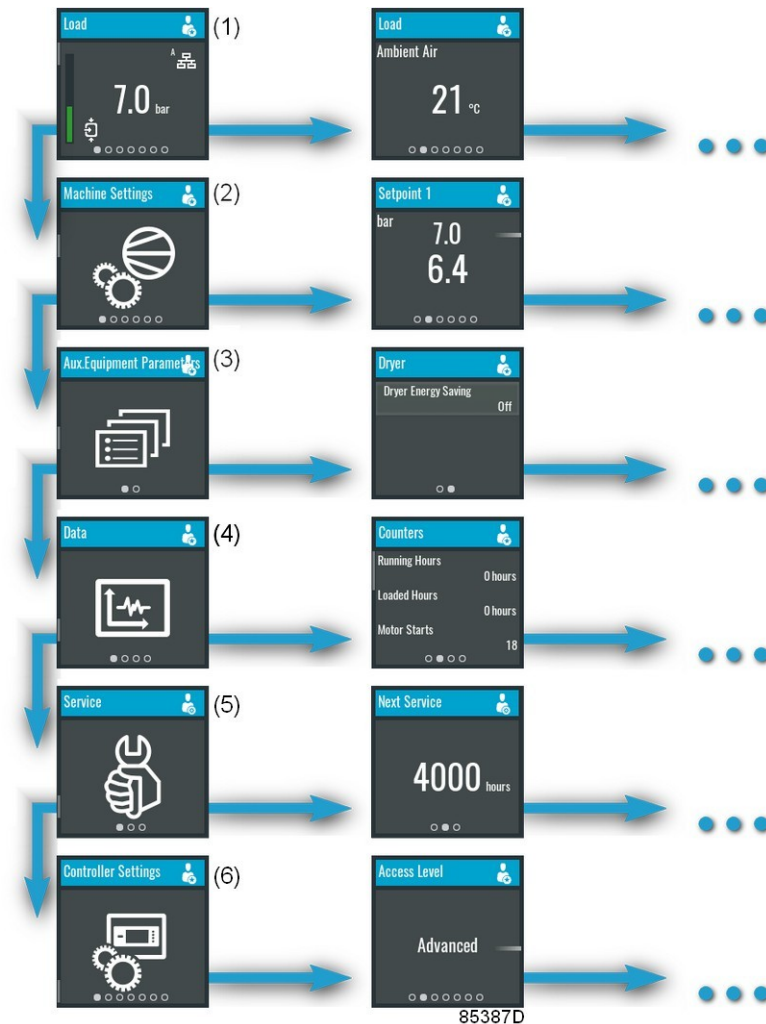 Load
(1)
A
7.0 bar
Load
Ambient Air
21 °C
Machine Settings
(2)
Setpoint 1
bar
7.0
6.4
Aux.Equipment Parameters
(3)
Dryer
Dryer Energy Saving
Off
Data
(4)
Counters
Running Hours
0 hours
Loaded Hours
0 hours
Motor Starts
18
Service
(5)
Next Service
4000 hours
Controller Settings
(6)
Access Level
Advanced
85387D